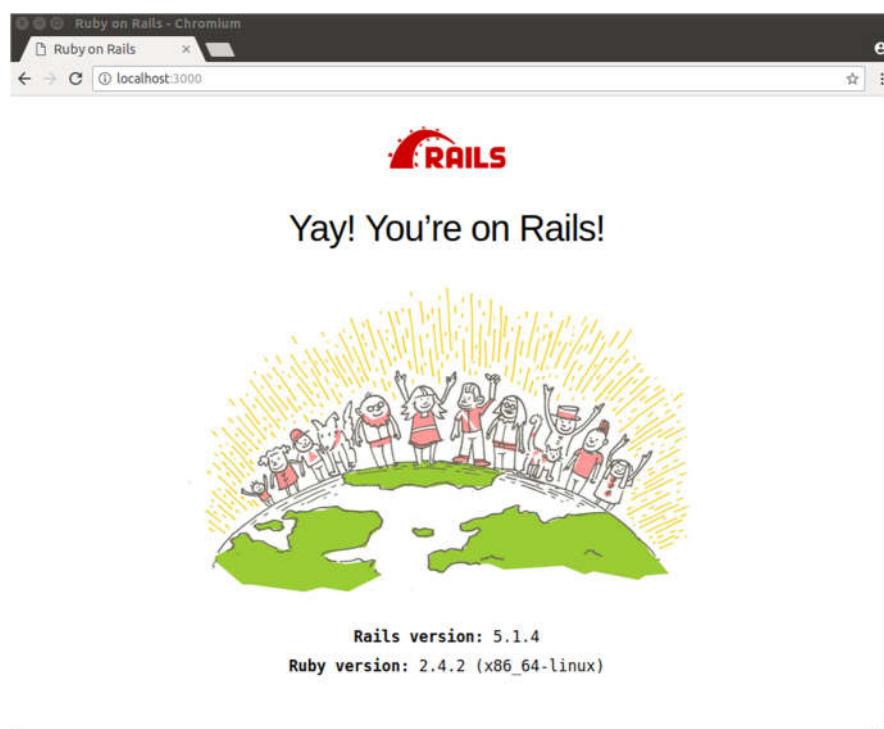 Ruby on Rails - Chromium
Ruby on Rails
localhost:3000
RAILS
Yay! You’re on Rails!
Rails version: 5.1.4
Ruby version: 2.4.2 (x86_64-linux)